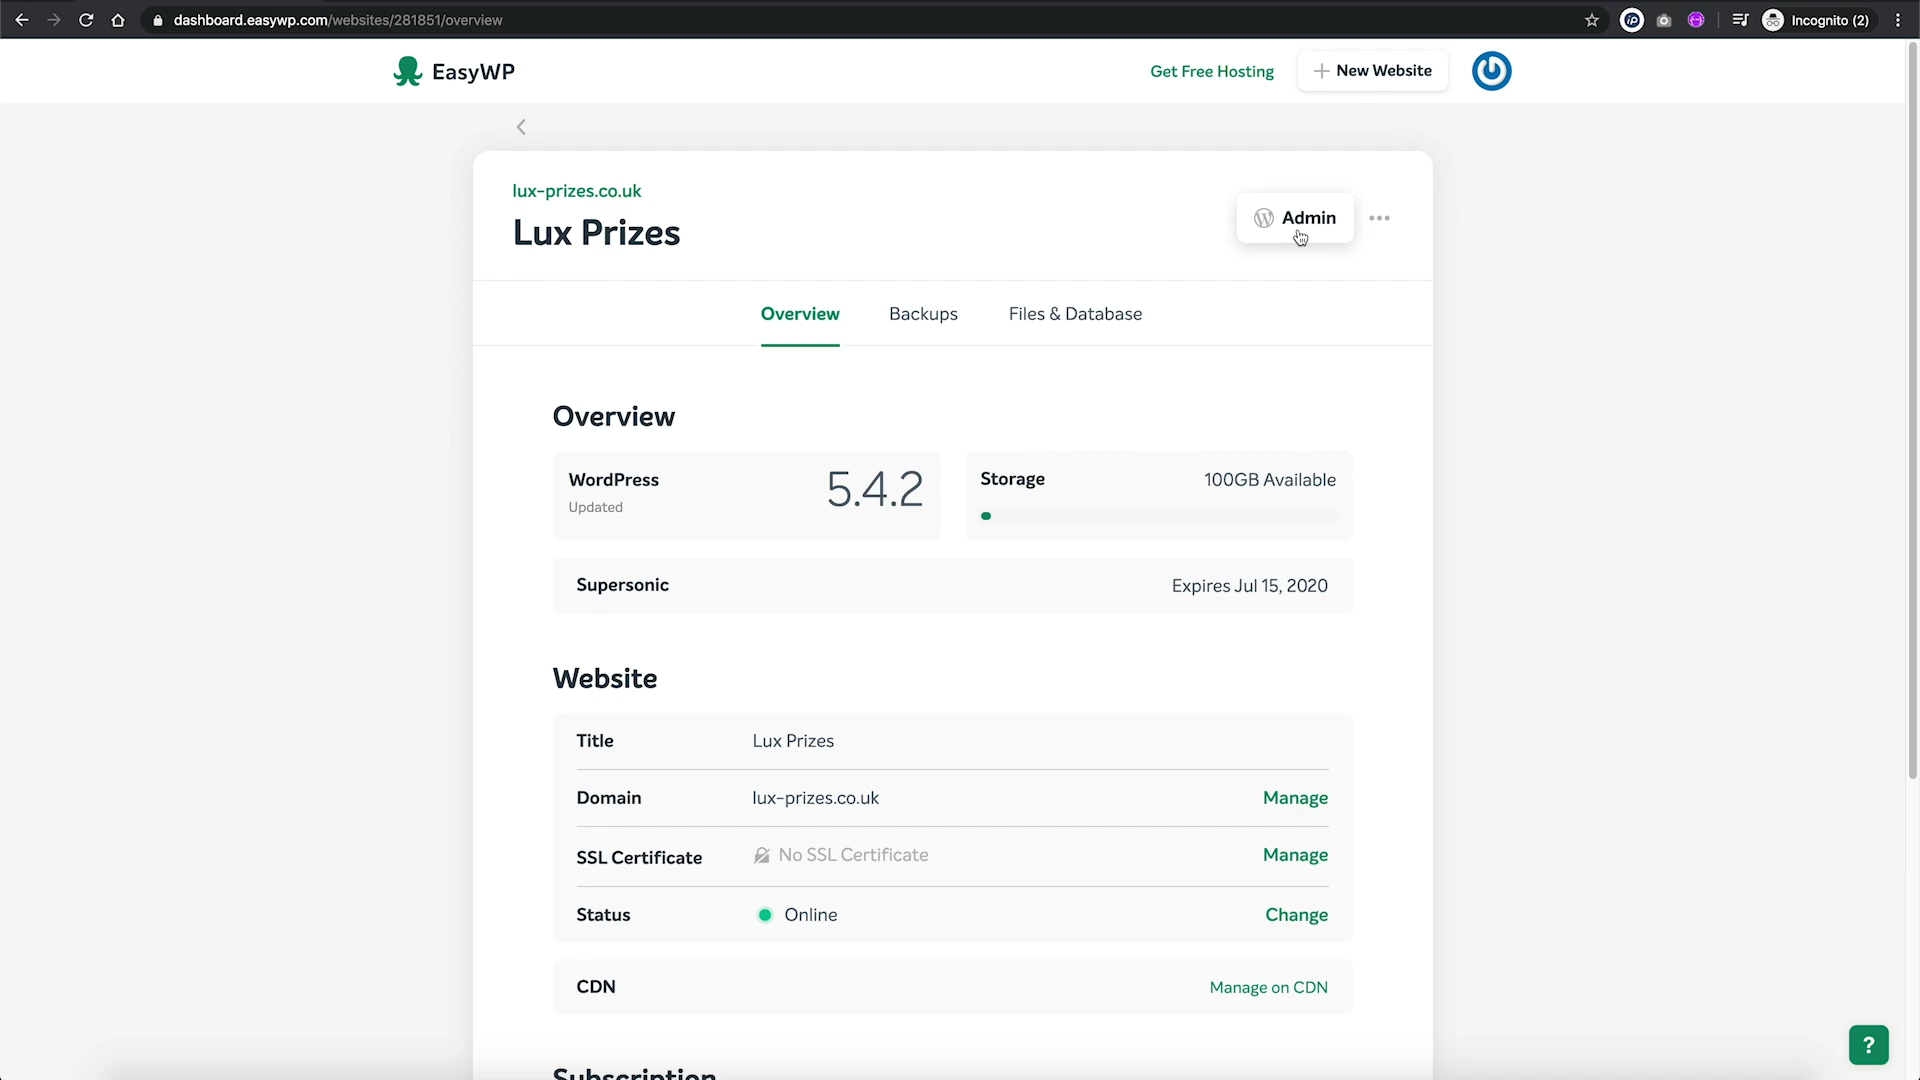 dashboard.easywp.com/websites/281851/overview
Incognito (2)
EasyWP
Get Free Hosting
New Website
lux-prizes.co.uk
Lux Prizes
Admin
Overview
Backups
Files & Database
Overview
WordPress
Updated
5.4.2
Storage
100GB Available
Supersonic
Expires Jul 15, 2020
Website
Title
Lux Prizes
Domain
lux-prizes.co.uk
Manage
SSL Certificate
No SSL Certificate
Manage
Status
Online
Change
CDN
Manage on CDN
Subscription
?